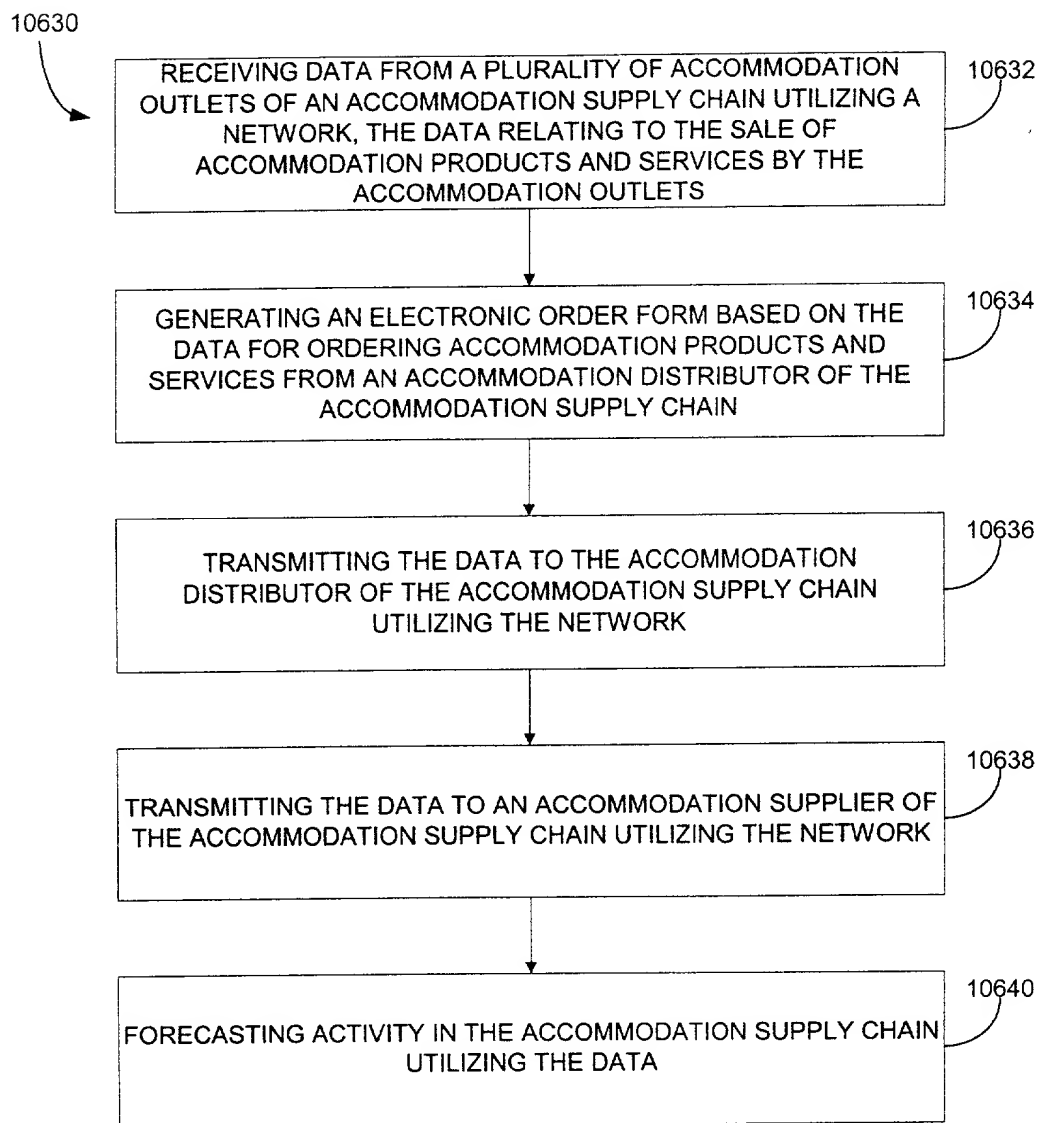 10630
RECEIVING DATA FROM A PLURALITY OF ACCOMMODATION
OUTLETS OF AN ACCOMMODATION SUPPLY CHAIN UTILIZING A
NETWORK, THE DATA RELATING TO THE SALE OF
ACCOMMODATION PRODUCTS AND SERVICES BY THE
ACCOMMODATION OUTLETS
10632
GENERATING AN ELECTRONIC ORDER FORM BASED ON THE
DATA FOR ORDERING ACCOMMODATION PRODUCTS AND
SERVICES FROM AN ACCOMMODATION DISTRIBUTOR OF THE
ACCOMMODATION SUPPLY CHAIN
10634
TRANSMITTING THE DATA TO THE ACCOMMODATION
DISTRIBUTOR OF THE ACCOMMODATION SUPPLY CHAIN
UTILIZING THE NETWORK
10636
TRANSMITTING THE DATA TO AN ACCOMMODATION SUPPLIER OF
THE ACCOMMODATION SUPPLY CHAIN UTILIZING THE NETWORK
10638
FORECASTING ACTIVITY IN THE ACCOMMODATION SUPPLY CHAIN
UTILIZING THE DATA
10640